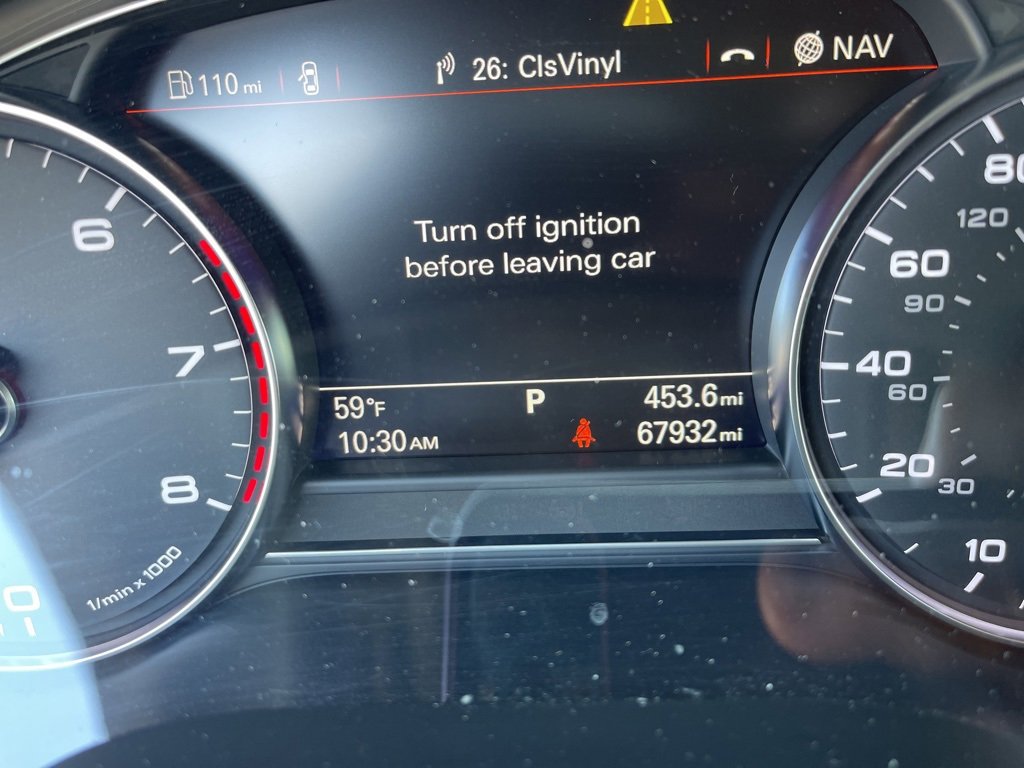 110 mi
26: ClsVinyl
NAV
Turn off ignition
before leaving car
59°F
P
453.6 mi
10:30 AM
67932 mi
6
7
8
1/min x 1000
0
80
120
60
90
40
60
20
30
10